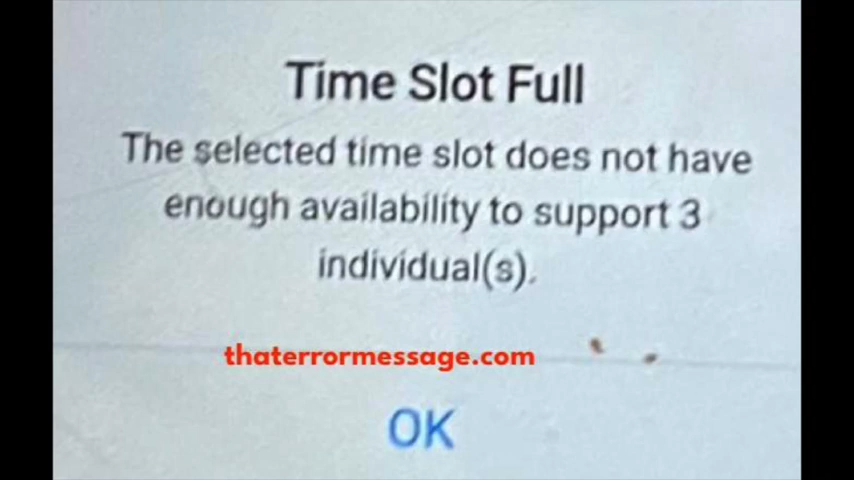 Time Slot Full
The selected time slot does not have
enough availability to support 3
individual(s).
thaterrormessage.com
OK